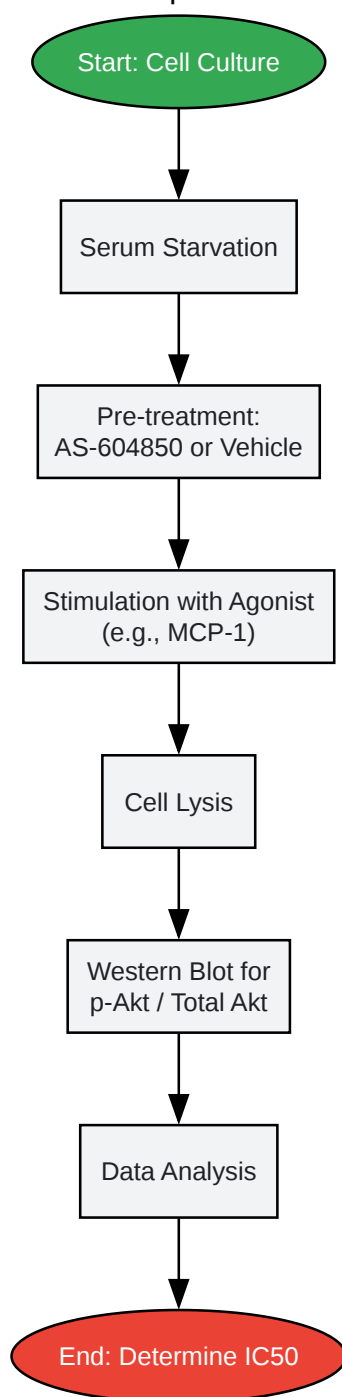 Start: Cell Culture
Serum Starvation
Pre-treatment:
AS-604850 or Vehicle
Stimulation with Agonist
(e.g., MCP-1)
Cell Lysis
Western Blot for
p-Akt / Total Akt
Data Analysis
End: Determine IC50